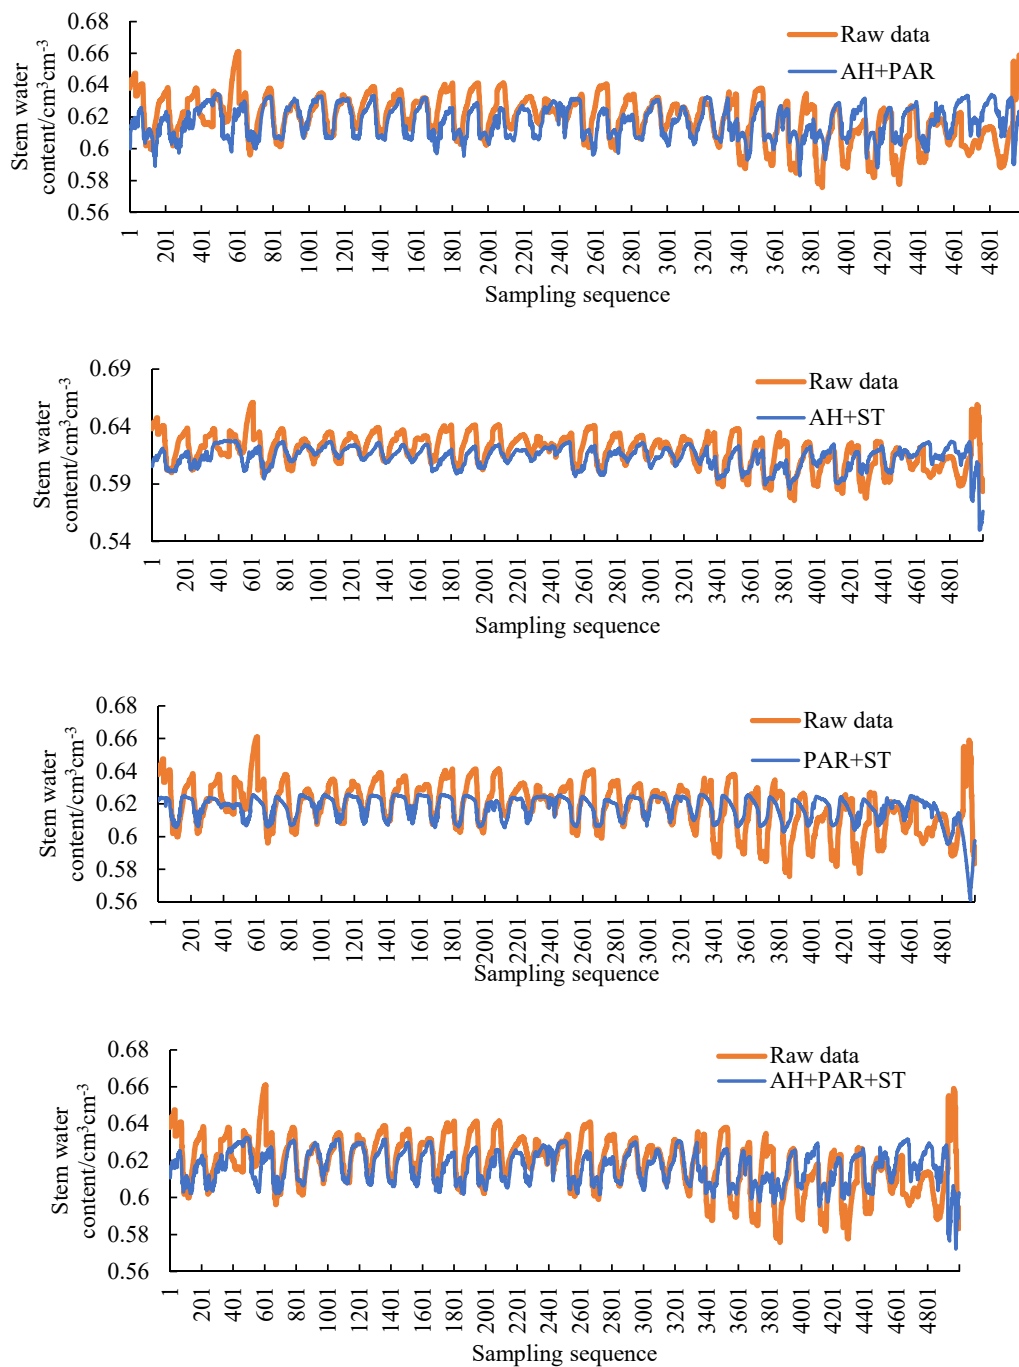 0.68
0.66
0.64
0.62
0.6
0.58
0.56
Stem water
content/cm³cm⁻³
Raw data
AH+PAR
1 201 401 601 801 1001 1201 1401 1601 1801 2001 2201 2401 2601 2801 3001 3201 3401 3601 3801 4001 4201 4401 4601 4801
Sampling sequence
0.69
0.64
0.59
0.54
Stem water
content/cm³cm⁻³
Raw data
AH+ST
1 201 401 601 801 1001 1201 1401 1601 1801 2001 2201 2401 2601 2801 3001 3201 3401 3601 3801 4001 4201 4401 4601 4801
Sampling sequence
0.68
0.66
0.64
0.62
0.6
0.58
0.56
Stem water
content/cm³cm⁻³
Raw data
PAR+ST
1 201 401 601 801 1001 1201 1401 1601 1801 2001 2201 2401 2601 2801 3001 3201 3401 3601 3801 4001 4201 4401 4601 4801
Sampling sequence
0.68
0.66
0.64
0.62
0.60
0.58
0.56
Stem water
content/cm³cm⁻³
Raw data
AH+PAR+ST
1 201 401 601 801 1001 1201 1401 1601 1801 2001 2201 2401 2601 2801 3001 3201 3401 3601 3801 4001 4201 4401 4601 4801
Sampling sequence